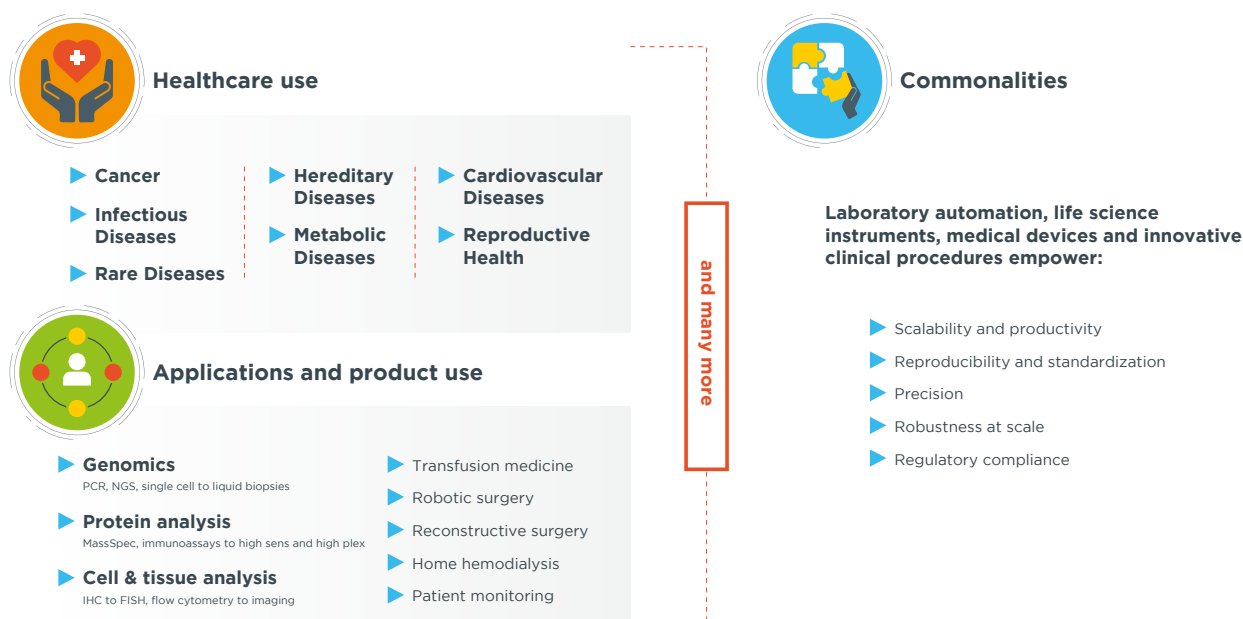 Healthcare use
Cancer
Infectious
Diseases
Rare Diseases
Hereditary
Diseases
Metabolic
Diseases
Cardiovascular
Diseases
Reproductive
Health
Applications and product use
Genomics
PCR, NGS, single cell to liquid biopsies
Protein analysis
MassSpec, immunoassays to high sens and high plex
Cell & tissue analysis
IHC to FISH, flow cytometry to imaging
Transfusion medicine
Robotic surgery
Reconstructive surgery
Home hemodialysis
Patient monitoring
and many more
Commonalities
Laboratory automation, life science
instruments, medical devices and innovative
clinical procedures empower:
Scalability and productivity
Reproducibility and standardization
Precision
Robustness at scale
Regulatory compliance